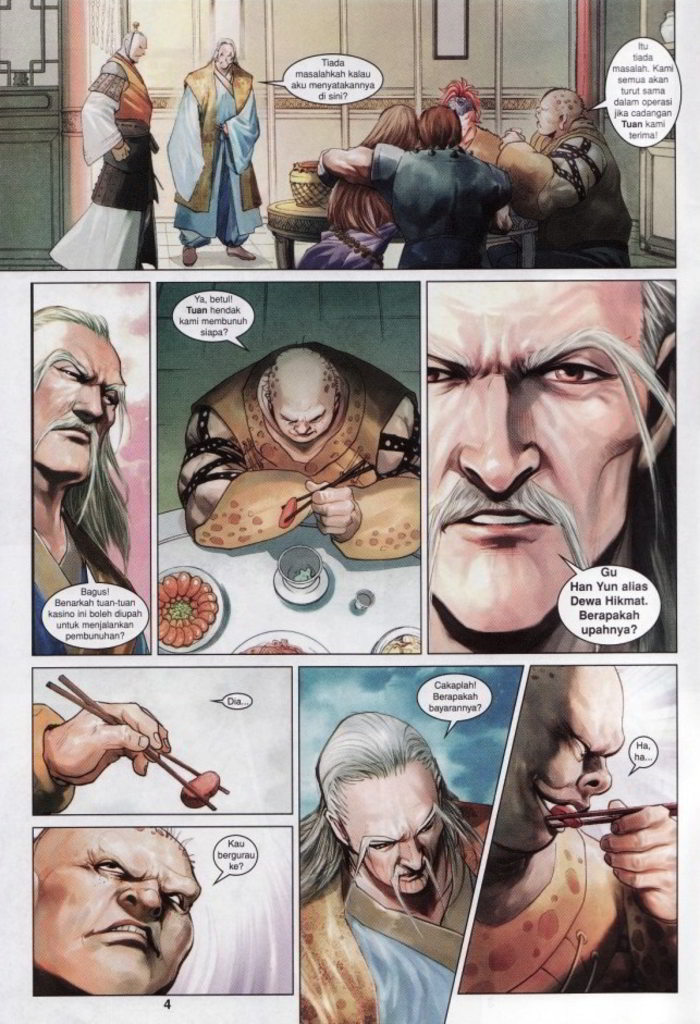 Tiada
masalahkah kalau
aku menyatakannya
di sini?
Itu
tiada
masalah. Kami
semua akan
turut sama
dalam operasi
jika cadangan
Tuan kami
terima!
Bagus!
Benarkah tuan-tuan
kasino ini boleh diupah
untuk menjalankan
pembunuhan?
Ya, betul!
Tuan hendak
kami membunuh
siapa?
Gu
Han Yun alias
Dewa Hikmat.
Berapakah
upahnya?
Dia...
Kau
bergurau
ke?
Cakaplah!
Berapakah
bayarannya?
Ha,
ha...
4